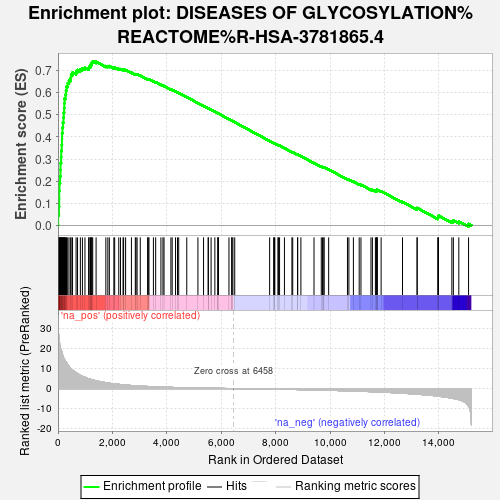 Enrichment plot: DISEASES OF GLYCOSYLATION%
REACTOME%R-HSA-3781865.4
Enrichment score (ES)
0.7
0.6
0.5
0.4
0.3
0.2
0.1
0.0
'na_pos' (positively correlated)
Ranked list metric (PreRanked)
30
20
10
0
-10
-20
Zero cross at 6458
'na_neg' (negatively correlated)
0
2,000
4,000
6,000
8,000
10,000
12,000
14,000
Rank in Ordered Dataset
Enrichment profile
Hits
Ranking metric scores